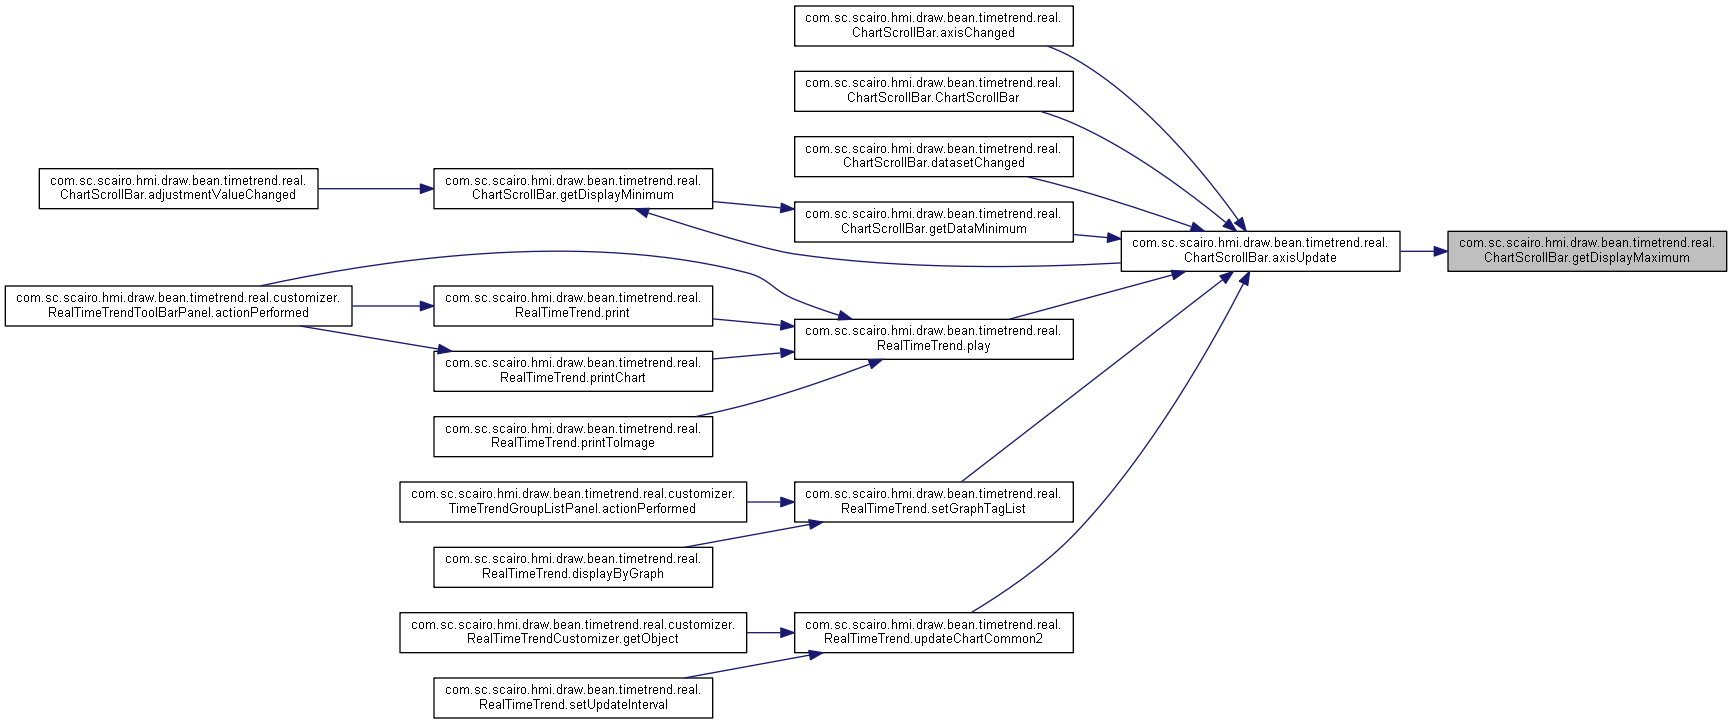 com.sc.scairo.hmi.draw.bean.timetrend.real.
ChartScrollBar.axisChanged
com.sc.scairo.hmi.draw.bean.timetrend.real.
ChartScrollBar.ChartScrollBar
com.sc.scairo.hmi.draw.bean.timetrend.real.
ChartScrollBar.datasetChanged
com.sc.scairo.hmi.draw.bean.timetrend.real.
ChartScrollBar.adjustmentValueChanged
com.sc.scairo.hmi.draw.bean.timetrend.real.
ChartScrollBar.getDisplayMinimum
com.sc.scairo.hmi.draw.bean.timetrend.real.
ChartScrollBar.getDataMinimum
com.sc.scairo.hmi.draw.bean.timetrend.real.
ChartScrollBar.axisUpdate
com.sc.scairo.hmi.draw.bean.timetrend.real.
ChartScrollBar.getDisplayMaximum
com.sc.scairo.hmi.draw.bean.timetrend.real.customizer.
RealTimeTrendToolBarPanel.actionPerformed
com.sc.scairo.hmi.draw.bean.timetrend.real.
RealTimeTrend.print
com.sc.scairo.hmi.draw.bean.timetrend.real.
RealTimeTrend.play
com.sc.scairo.hmi.draw.bean.timetrend.real.
RealTimeTrend.printChart
com.sc.scairo.hmi.draw.bean.timetrend.real.
RealTimeTrend.printToImage
com.sc.scairo.hmi.draw.bean.timetrend.real.customizer.
TimeTrendGroupListPanel.actionPerformed
com.sc.scairo.hmi.draw.bean.timetrend.real.
RealTimeTrend.setGraphTagList
com.sc.scairo.hmi.draw.bean.timetrend.real.
RealTimeTrend.displayByGraph
com.sc.scairo.hmi.draw.bean.timetrend.real.customizer.
RealTimeTrendCustomizer.getObject
com.sc.scairo.hmi.draw.bean.timetrend.real.
RealTimeTrend.updateChartCommon2
com.sc.scairo.hmi.draw.bean.timetrend.real.
RealTimeTrend.setUpdateInterval